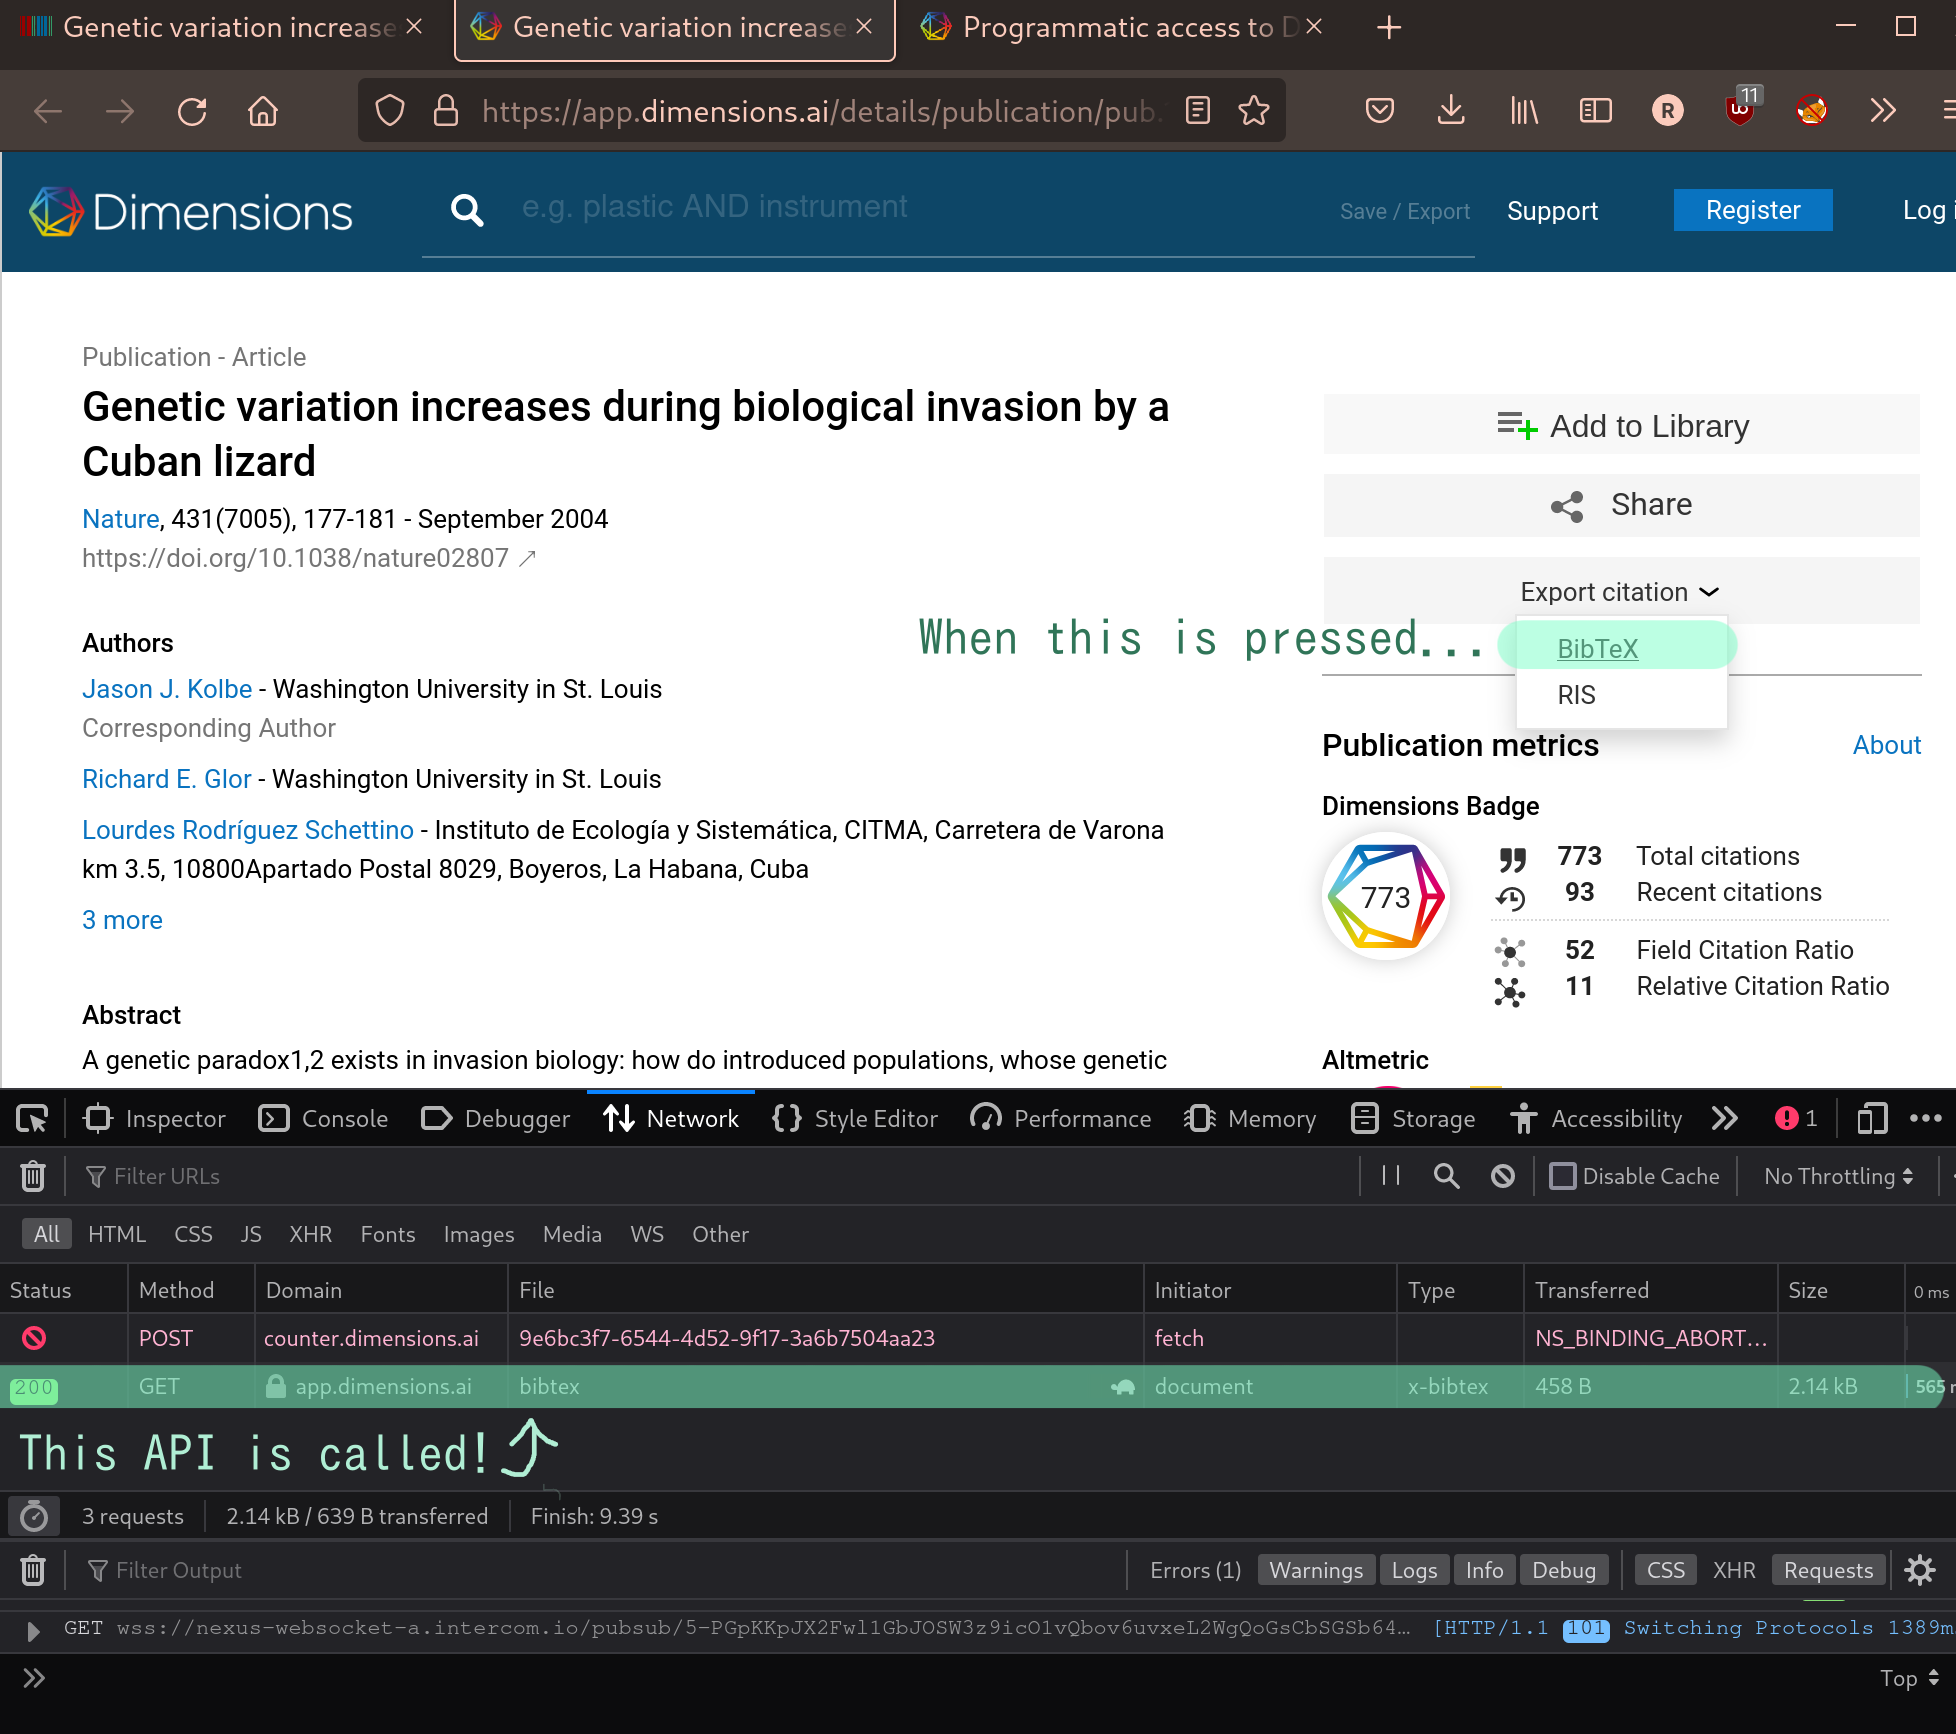 Genetic variation increase
Genetic variation increase
Programmatic access to D
https://app.dimensions.ai/details/publication/pub.
R
11
Dimensions
e.g. plastic AND instrument
Save / Export
Support
Register
Log i
Publication - Article
Genetic variation increases during biological invasion by a
Cuban lizard
Nature, 431(7005), 177-181 - September 2004
https://doi.org/10.1038/nature02807
Authors
Jason J. Kolbe - Washington University in St. Louis
Corresponding Author
Richard E. Glor - Washington University in St. Louis
Lourdes Rodríguez Schettino - Instituto de Ecología y Sistemática, CITMA, Carretera de Varona
km 3.5, 10800Apartado Postal 8029, Boyeros, La Habana, Cuba
3 more
Abstract
A genetic paradox1,2 exists in invasion biology: how do introduced populations, whose genetic
Add to Library
Share
Export citation
When this is pressed...
BibTeX
RIS
Publication metrics
About
Dimensions Badge
773
773 Total citations
93 Recent citations
52 Field Citation Ratio
11 Relative Citation Ratio
Altmetric
Inspector Console Debugger Network Style Editor Performance Memory Storage Accessibility 1
Filter URLs
Disable Cache
No Throttling
All HTML CSS JS XHR Fonts Images Media WS Other
Status Method Domain File Initiator Type Transferred Size 0 ms
POST counter.dimensions.ai 9e6bc3f7-6544-4d52-9f17-3a6b7504aa23 fetch NS_BINDING_ABORT…
200 GET app.dimensions.ai bibtex document x-bibtex 458 B 2.14 kB 565 r
This API is called!
3 requests 2.14 kB / 639 B transferred Finish: 9.39 s
Filter Output
Errors (1) Warnings Logs Info Debug CSS XHR Requests
GET wss://nexus-websocket-a.intercom.io/pubsub/5-PGpKKpJX2Fwl1GbJOSW3z9icO1vQbov6uvxeL2WgQoGsCbSGSb64… [HTTP/1.1 101 Switching Protocols 1389m
Top